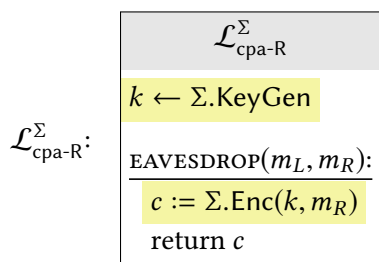 𝓛^Σ_cpa-R
k ← Σ.KeyGen
𝓛^Σ_cpa-R:
EAVESDROP(m_L, m_R):
c := Σ.Enc(k, m_R)
return c